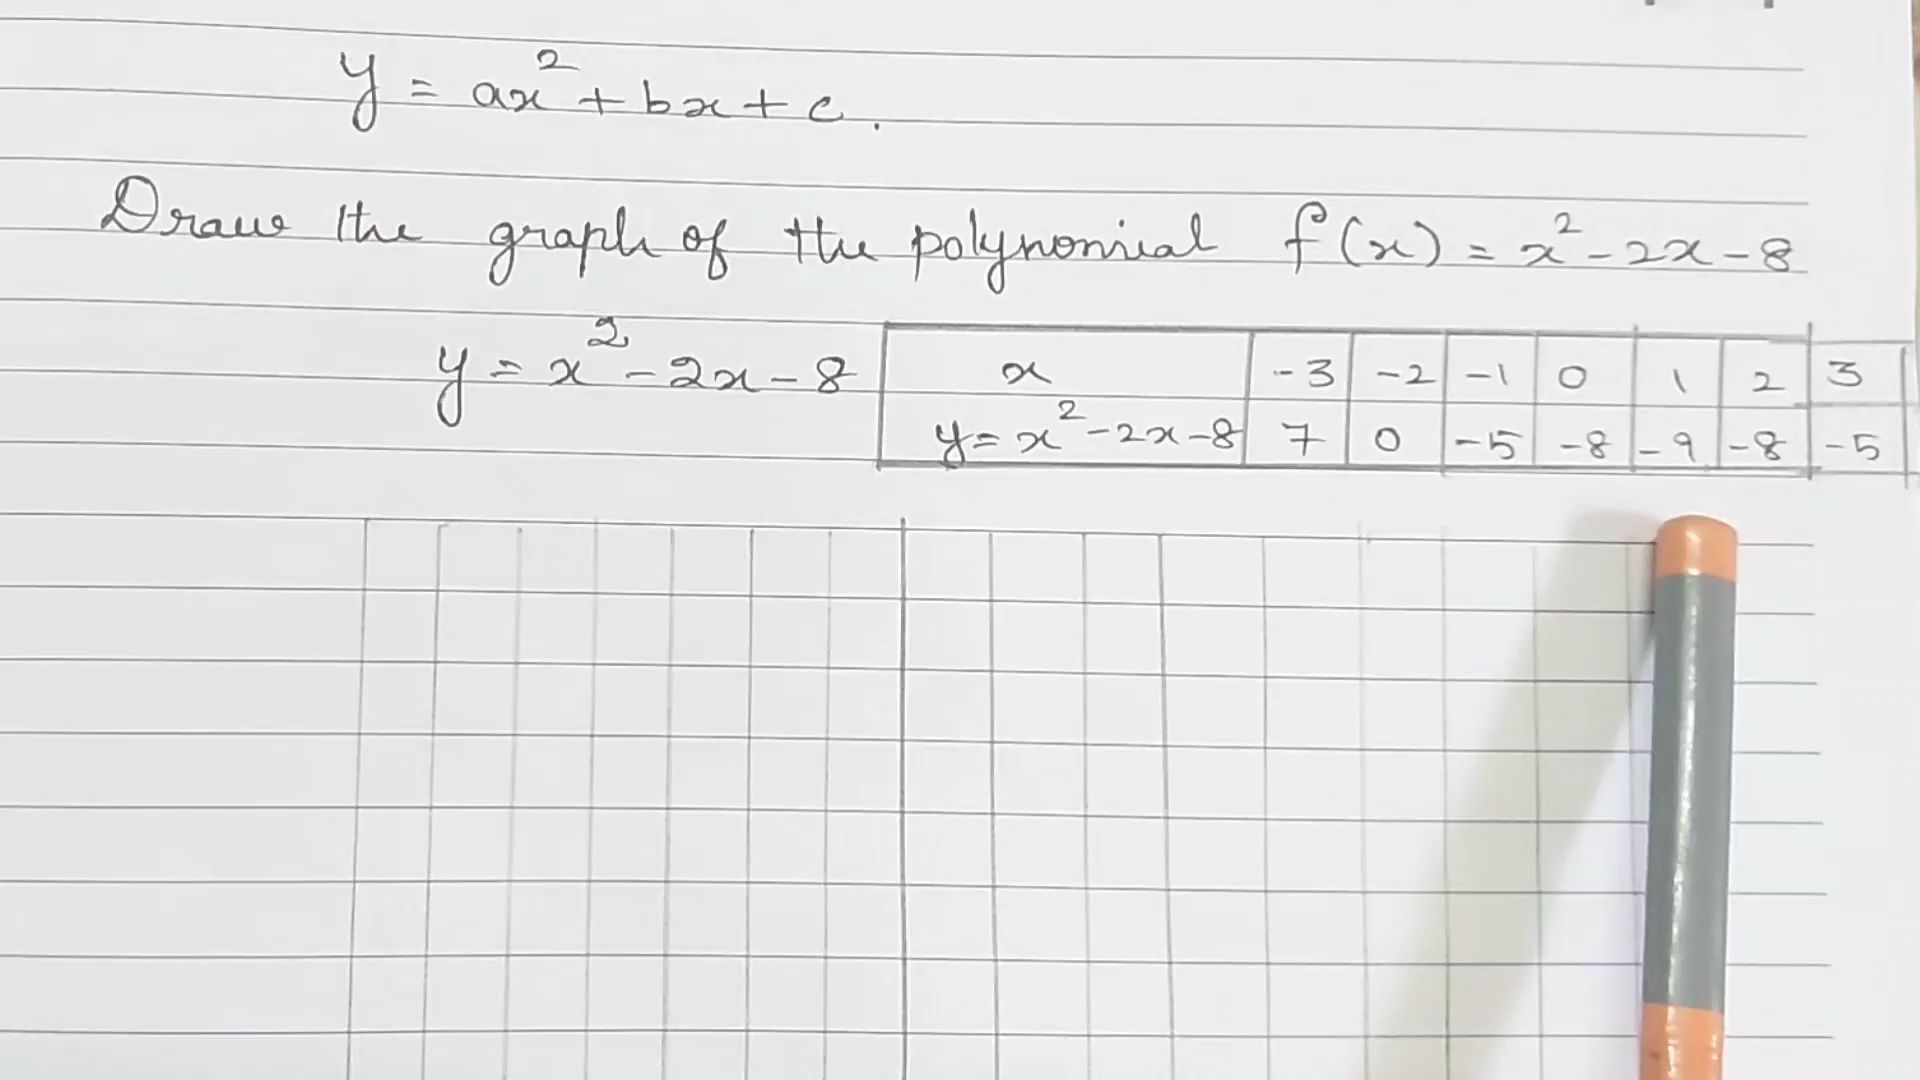 y = ax² + bx + c.
Draw the graph of the polynomial f(x) = x² - 2x - 8
y = x² - 2x - 8
x -3 -2 -1 0 1 2 3
y = x² - 2x - 8 7 0 -5 -8 -9 -8 -5